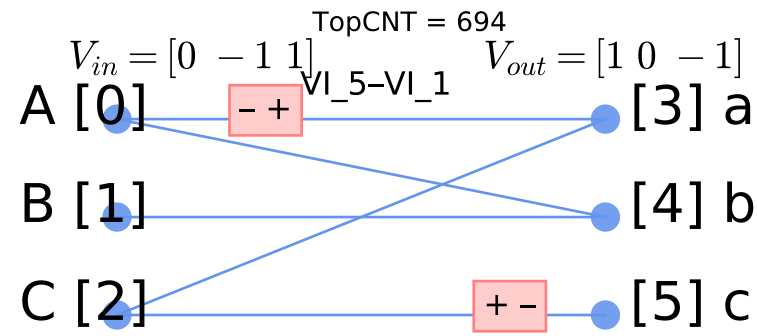 TopCNT = 694
V_in = [0 −1 1] V_out = [1 0 −1]
VI_5–VI_1
A [0] – + [3] a
B [1] [4] b
C [2] + – [5] c